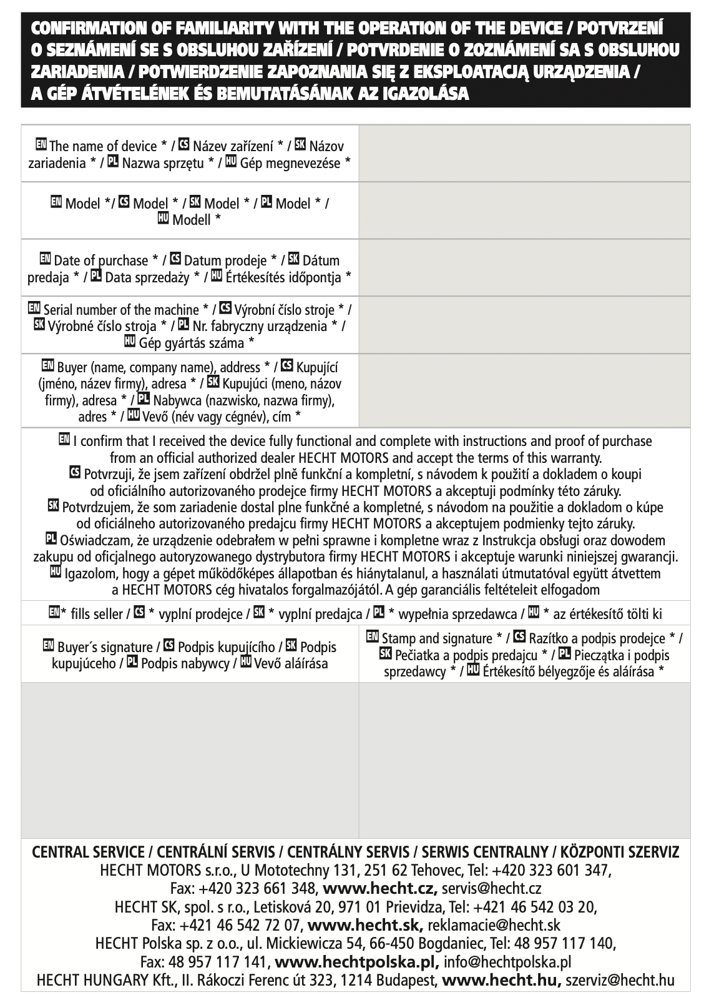 CONFIRMATION OF FAMILIARITY WITH THE OPERATION OF THE DEVICE / POTVRZENÍ
O SEZNÁMENÍ SE S OBSLUHOU ZAŘÍZENÍ / POTVRDENIE O ZOZNÁMENÍ SA S OBSLUHOU
ZARIADENIA / POTWIERDZENIE ZAPOZNANIA SIĘ Z EKSPLOATACJĄ URZĄDZENIA /
A GÉP ÁTVÉTELÉNEK ÉS BEMUTATÁSÁNAK AZ IGAZOLÁSA
EN The name of device * / CS Název zařízení * / SK Názov
zariadenia * / PL Nazwa sprzętu * / HU Gép megnevezése *
EN Model */ CS Model * / SK Model * / PL Model * /
HU Modell *
EN Date of purchase * / CS Datum prodeje * / SK Dátum
predaja * / PL Data sprzedaży * / HU Értékesítés időpontja *
EN Serial number of the machine * / CS Výrobní číslo stroje * /
SK Výrobné číslo stroja * / PL Nr. fabryczny urządzenia * /
HU Gép gyártás száma *
EN Buyer (name, company name), address * / CS Kupující
(jméno, název firmy), adresa * / SK Kupujúci (meno, názov
firmy), adresa * / PL Nabywca (nazwisko, nazwa firmy),
adres * / HU Vevő (név vagy cégnév), cím *
EN I confirm that I received the device fully functional and complete with instructions and proof of purchase
from an official authorized dealer HECHT MOTORS and accept the terms of this warranty.
CS Potvrzuji, že jsem zařízení obdržel plně funkční a kompletní, s návodem k použití a dokladem o koupi
od oficiálního autorizovaného prodejce firmy HECHT MOTORS a akceptuji podmínky této záruky.
SK Potvrdzujem, že som zariadenie dostal plne funkčné a kompletné, s návodom na použitie a dokladom o kúpe
od oficiálneho autorizovaného predajcu firmy HECHT MOTORS a akceptujem podmienky tejto záruky.
PL Oświadczam, że urządzenie odebrałem w pełni sprawne i kompletne wraz z Instrukcja obsługi oraz dowodem
zakupu od oficjalnego autoryzowanego dystrybutora firmy HECHT MOTORS i akceptuje warunki niniejszej gwarancji.
HU Igazolom, hogy a gépet működőképes állapotban és hiánytalanul, a használati útmutatóval együtt átvettem
a HECHT MOTORS cég hivatalos forgalmazójától. A gép garanciális feltételeit elfogadom
EN* fills seller / CS * vyplní prodejce / SK * vyplní predajca / PL * wypełnia sprzedawca / HU * az értékesítő tölti ki
EN Buyer´s signature / CS Podpis kupujícího / SK Podpis
kupujúceho / PL Podpis nabywcy / HU Vevő aláírása
EN Stamp and signature * / CS Razítko a podpis prodejce * /
SK Pečiatka a podpis predajcu * / PL Pieczątka i podpis
sprzedawcy * / HU Értékesítő bélyegzője és aláírása *
CENTRAL SERVICE / CENTRÁLNÍ SERVIS / CENTRÁLNY SERVIS / SERWIS CENTRALNY / KÖZPONTI SZERVIZ
HECHT MOTORS s.r.o., U Mototechny 131, 251 62 Tehovec, Tel: +420 323 601 347,
Fax: +420 323 661 348, www.hecht.cz, servis@hecht.cz
HECHT SK, spol. s r.o., Letisková 20, 971 01 Prievidza, Tel: +421 46 542 03 20,
Fax: +421 46 542 72 07, www.hecht.sk, reklamacie@hecht.sk
HECHT Polska sp. z o.o., ul. Mickiewicza 54, 66-450 Bogdaniec, Tel: 48 957 117 140,
Fax: 48 957 117 141, www.hechtpolska.pl, info@hechtpolska.pl
HECHT HUNGARY Kft., II. Rákoczi Ferenc út 323, 1214 Budapest, www.hecht.hu, szerviz@hecht.hu